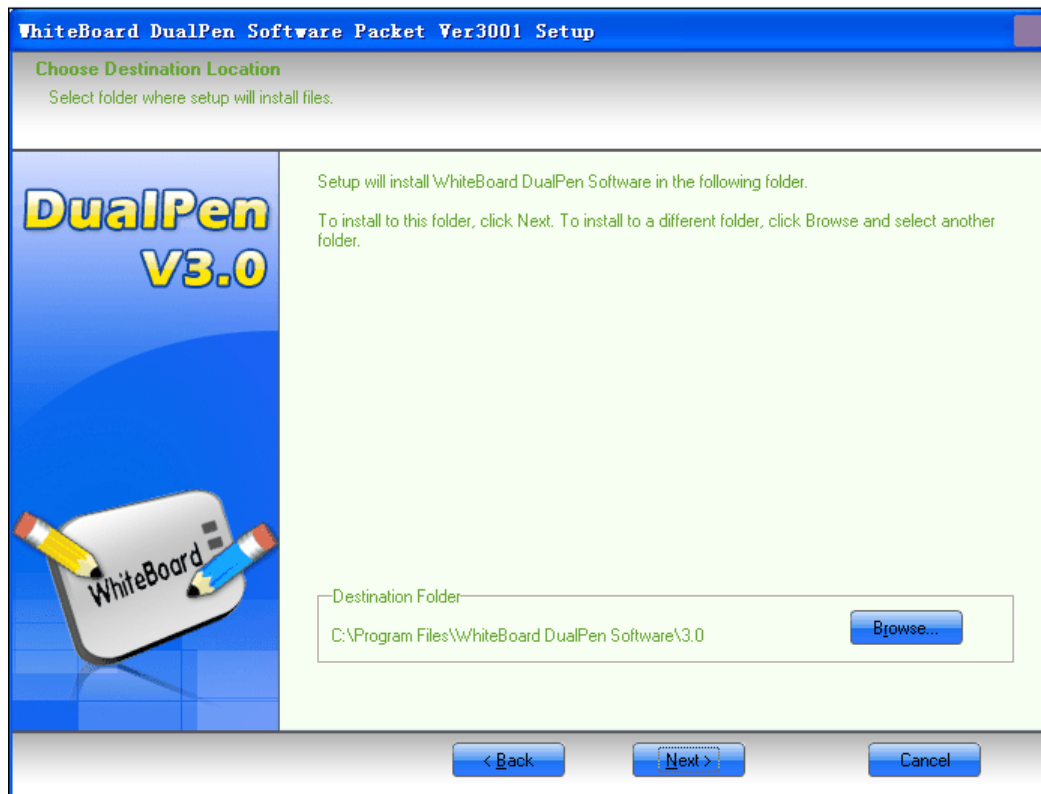 WhiteBoard DualPen Software Packet Ver3001 Setup
Choose Destination Location
Select folder where setup will install files.
DualPen
V3.0
WhiteBoard
Setup will install WhiteBoard DualPen Software in the following folder.
To install to this folder, click Next. To install to a different folder, click Browse and select another
folder.
Destination Folder
C:\Program Files\WhiteBoard DualPen Software\3.0
Browse...
< Back
Next >
Cancel